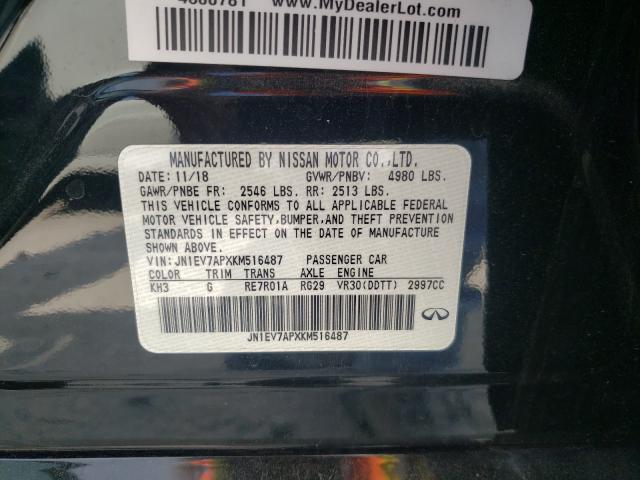 www.MyDealerLot.com
MANUFACTURED BY NISSAN MOTOR CO.,LTD.
DATE: 11/18 GVWR/PNBV: 4980 LBS.
GAWR/PNBE FR: 2546 LBS. RR: 2513 LBS.
THIS VEHICLE CONFORMS TO ALL APPLICABLE FEDERAL
MOTOR VEHICLE SAFETY,BUMPER,AND THEFT PREVENTION
STANDARDS IN EFFECT ON THE DATE OF MANUFACTURE
SHOWN ABOVE.
VIN: JN1EV7APXKM516487 PASSENGER CAR
COLOR TRIM TRANS AXLE ENGINE
KH3 G RE7R01A RG29 VR30(DDTT) 2997CC
JN1EV7APXKM516487